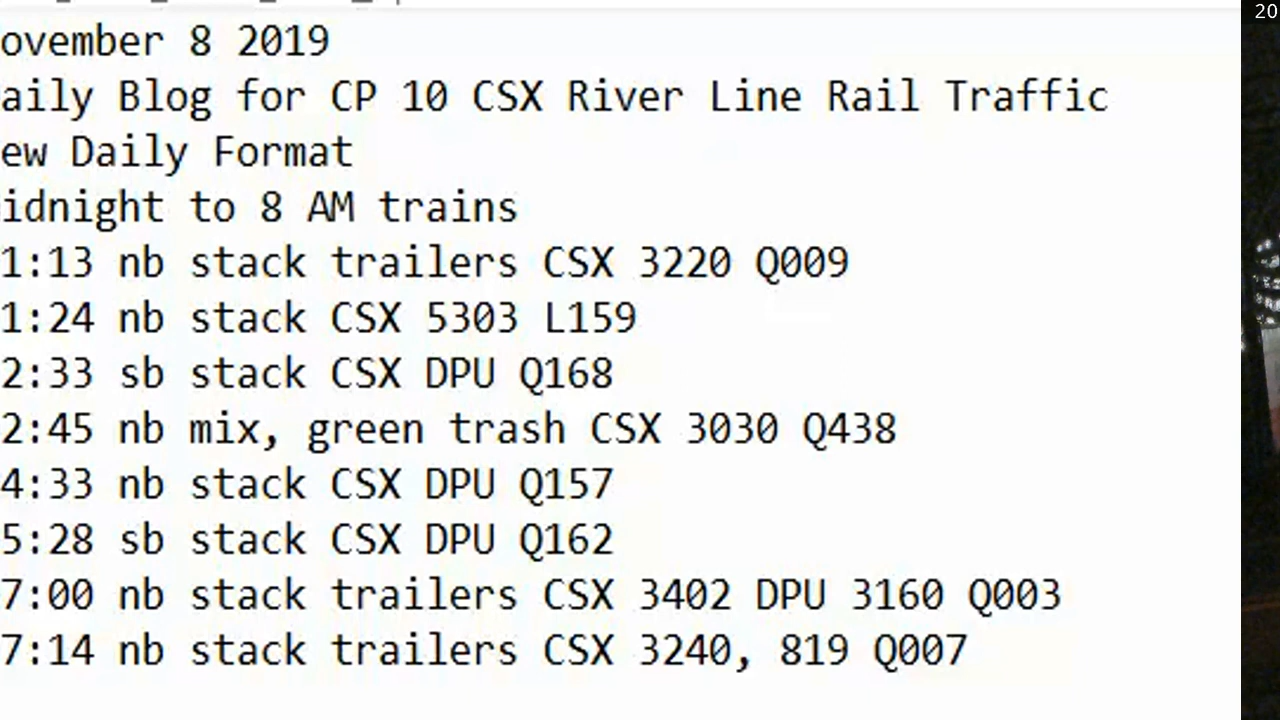 ovember 8 2019
aily Blog for CP 10 CSX River Line Rail Traffic
ew Daily Format
idnight to 8 AM trains
1:13 nb stack trailers CSX 3220 Q009
1:24 nb stack CSX 5303 L159
2:33 sb stack CSX DPU Q168
2:45 nb mix, green trash CSX 3030 Q438
4:33 nb stack CSX DPU Q157
5:28 sb stack CSX DPU Q162
7:00 nb stack trailers CSX 3402 DPU 3160 Q003
7:14 nb stack trailers CSX 3240, 819 Q007
20